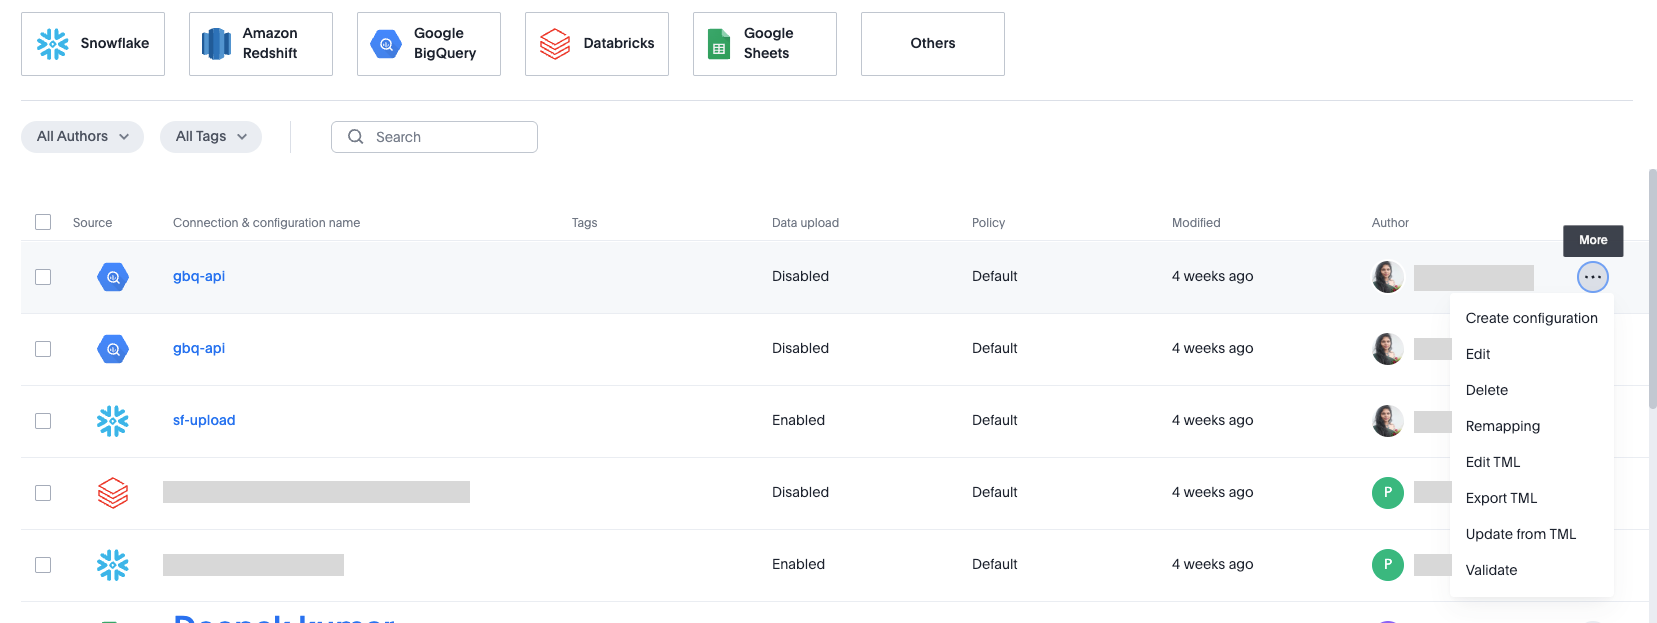 Snowflake
Amazon
Redshift
Google
BigQuery
Databricks
Google
Sheets
Others
All Authors
All Tags
Search
Source Connection & configuration name Tags Data upload Policy Modified Author
More
gbq-api Disabled Default 4 weeks ago
Create configuration
gbq-api Disabled Default 4 weeks ago
Edit
Delete
sf-upload Enabled Default 4 weeks ago
Remapping
Edit TML
Disabled Default 4 weeks ago P
Export TML
Update from TML
Enabled Default 4 weeks ago P
Validate
Deepak kumar